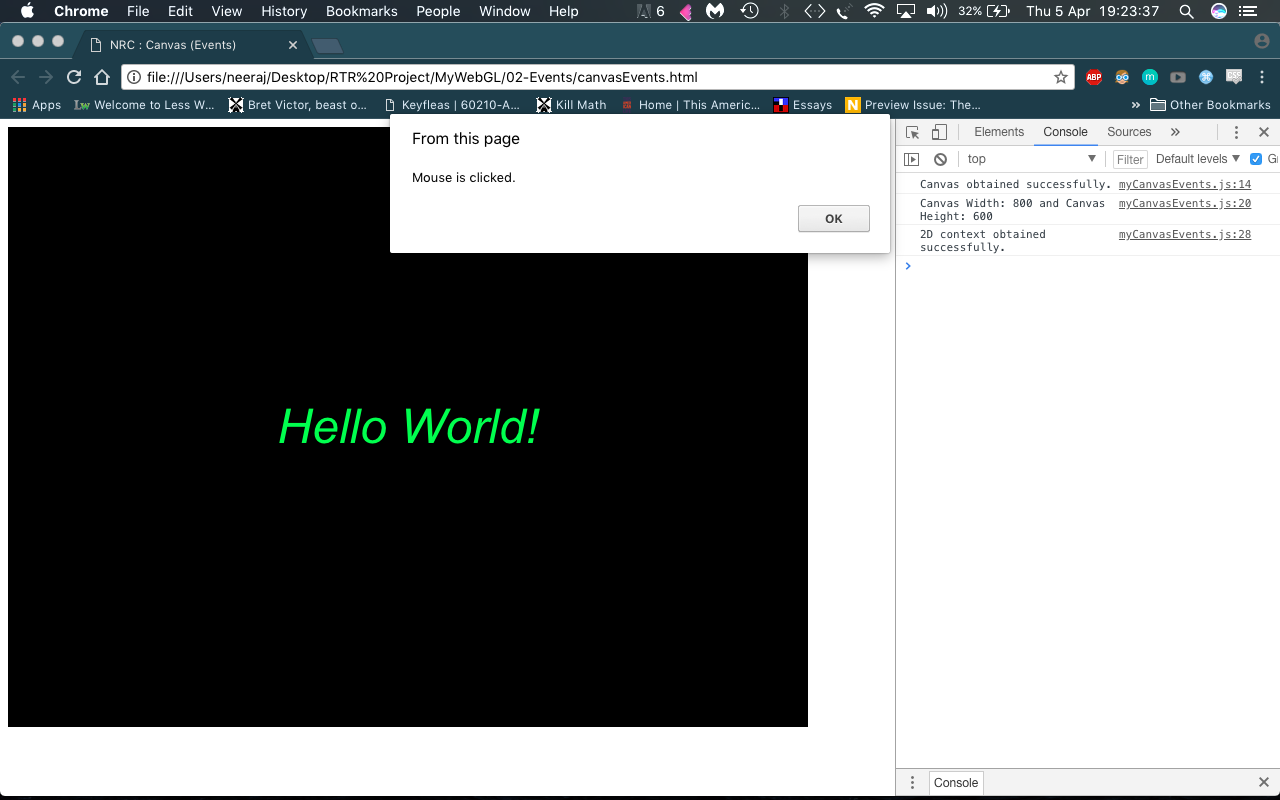 Chrome File Edit View History Bookmarks People Window Help 6 32% Thu 5 Apr 19:23:37
NRC : Canvas (Events)
file:///Users/neeraj/Desktop/RTR%20Project/MyWebGL/02-Events/canvasEvents.html ABP m CSP
Apps Lw Welcome to Less W... Bret Victor, beast o... Keyfleas | 60210-A... Kill Math Home | This Americ... Essays N Preview Issue: The... » Other Bookmarks
From this page
Mouse is clicked.
OK
Hello World!
Elements Console Sources »
top Filter Default levels
Canvas obtained successfully. myCanvasEvents.js:14
Canvas Width: 800 and Canvas myCanvasEvents.js:20
Height: 600
2D context obtained myCanvasEvents.js:28
successfully.
Console